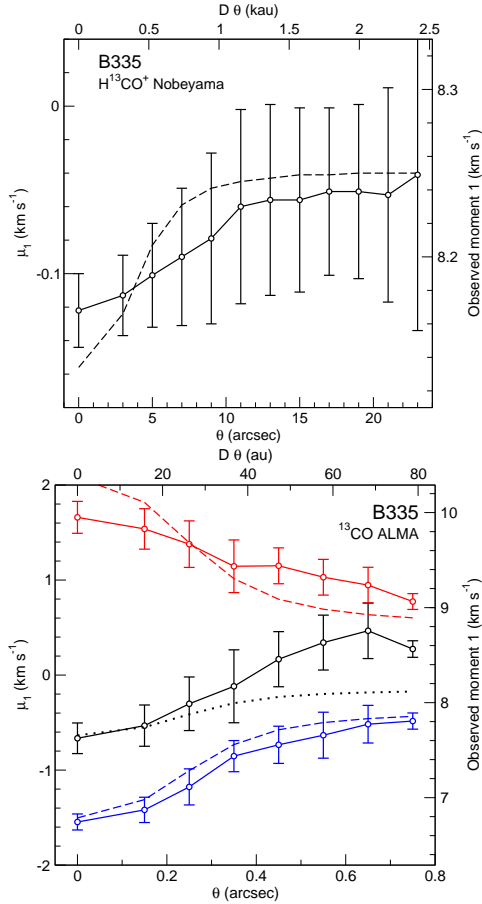 D θ (kau)
0 0.5 1 1.5 2 2.5
B335
H¹³CO⁺ Nobeyama
0
-0.1
μ₁ (km s⁻¹)
8.3
8.2
Observed moment 1 (km s⁻¹)
0 5 10 15 20
θ (arcsec)
D θ (au)
0 20 40 60 80
B335
¹³CO ALMA
2
1
0
-1
-2
μ₁ (km s⁻¹)
10
9
8
7
Observed moment 1 (km s⁻¹)
0 0.2 0.4 0.6 0.8
θ (arcsec)